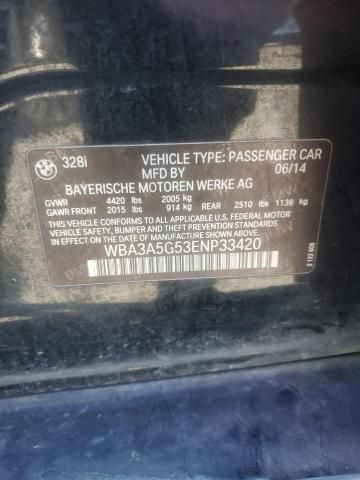 BMW 328i VEHICLE TYPE: PASSENGER CAR
MFD BY 06/14
BAYERISCHE MOTOREN WERKE AG
GVWR 4420 lbs 2005 kg
GAWR FRONT 2015 lbs 914 kg REAR 2510 lbs 1139 kg
THIS VEHICLE CONFORMS TO ALL APPLICABLE U.S. FEDERAL MOTOR
VEHICLE SAFETY, BUMPER AND THEFT PREVENTION STANDARDS
IN EFFECT ON THE DATE OF MANUFACTURE SHOWN ABOVE.
WBA3A5G53ENP33420